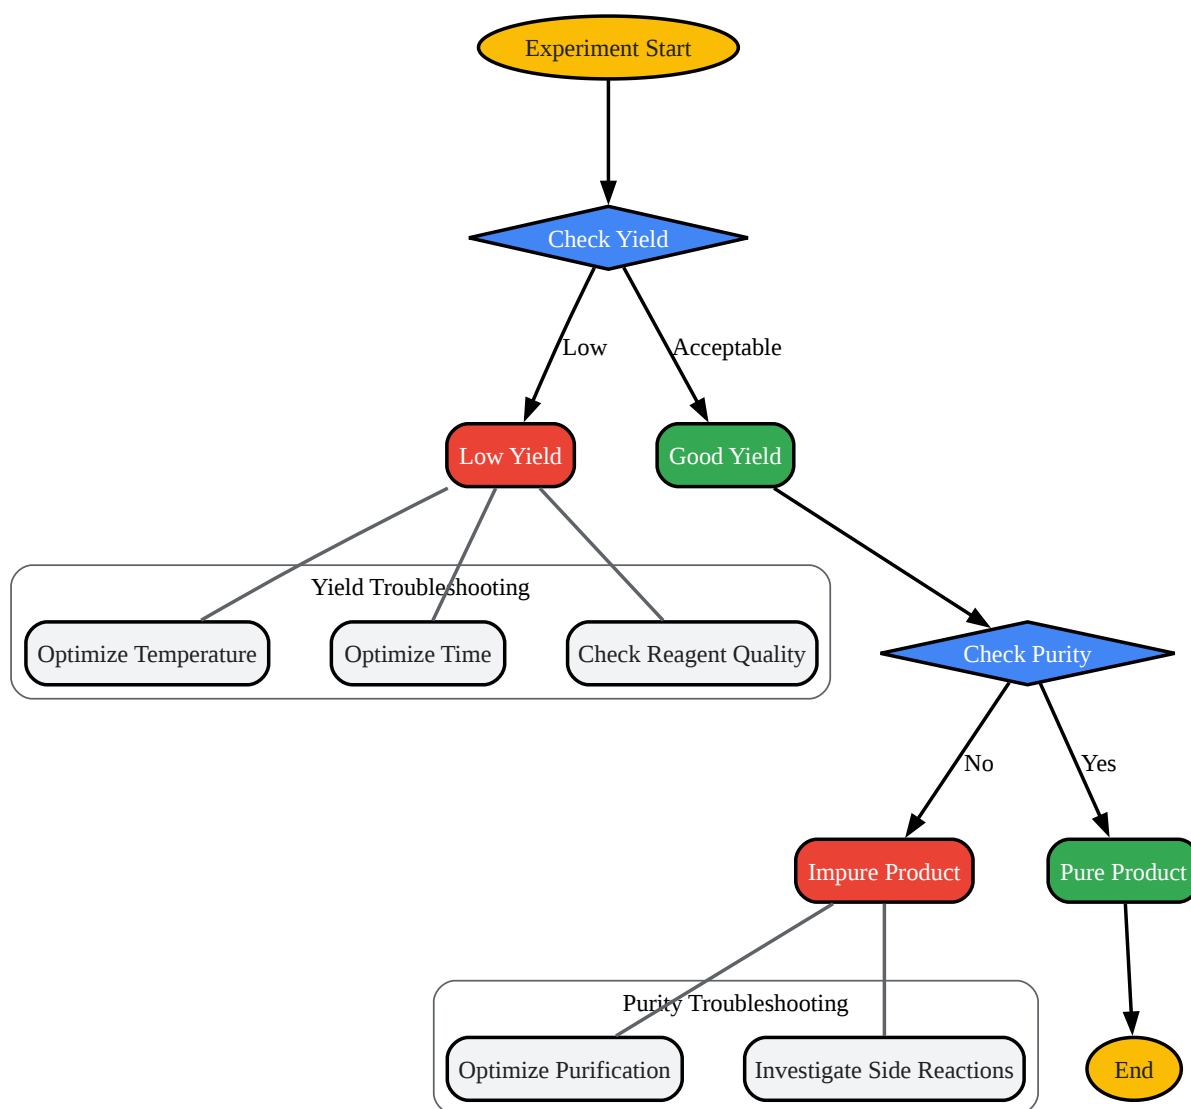 Experiment Start
Check Yield
Low
Acceptable
Low Yield
Good Yield
Yield Troubleshooting
Optimize Temperature
Optimize Time
Check Reagent Quality
Check Purity
No
Yes
Impure Product
Pure Product
Purity Troubleshooting
Optimize Purification
Investigate Side Reactions
End